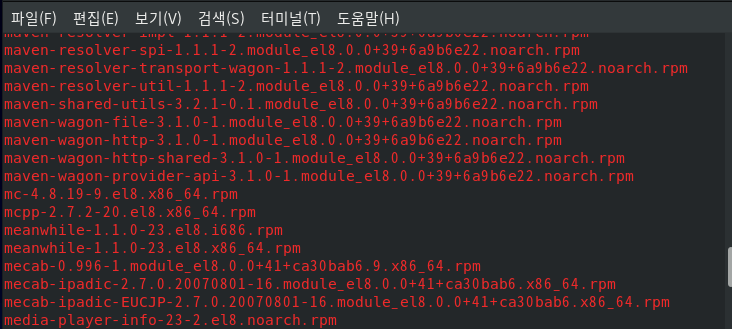 파일(F) 편집(E) 보기(V) 검색(S) 터미널(T) 도움말(H)
maven-resolver-impl-1.1.1-2.module_el8.0.0+39+6a9b6e22.noarch.rpm
maven-resolver-spi-1.1.1-2.module_el8.0.0+39+6a9b6e22.noarch.rpm
maven-resolver-transport-wagon-1.1.1-2.module_el8.0.0+39+6a9b6e22.noarch.rpm
maven-resolver-util-1.1.1-2.module_el8.0.0+39+6a9b6e22.noarch.rpm
maven-shared-utils-3.2.1-0.1.module_el8.0.0+39+6a9b6e22.noarch.rpm
maven-wagon-file-3.1.0-1.module_el8.0.0+39+6a9b6e22.noarch.rpm
maven-wagon-http-3.1.0-1.module_el8.0.0+39+6a9b6e22.noarch.rpm
maven-wagon-http-shared-3.1.0-1.module_el8.0.0+39+6a9b6e22.noarch.rpm
maven-wagon-provider-api-3.1.0-1.module_el8.0.0+39+6a9b6e22.noarch.rpm
mc-4.8.19-9.el8.x86_64.rpm
mcpp-2.7.2-20.el8.x86_64.rpm
meanwhile-1.1.0-23.el8.i686.rpm
meanwhile-1.1.0-23.el8.x86_64.rpm
mecab-0.996-1.module_el8.0.0+41+ca30bab6.9.x86_64.rpm
mecab-ipadic-2.7.0.20070801-16.module_el8.0.0+41+ca30bab6.x86_64.rpm
mecab-ipadic-EUCJP-2.7.0.20070801-16.module_el8.0.0+41+ca30bab6.x86_64.rpm
media-player-info-23-2.el8.noarch.rpm